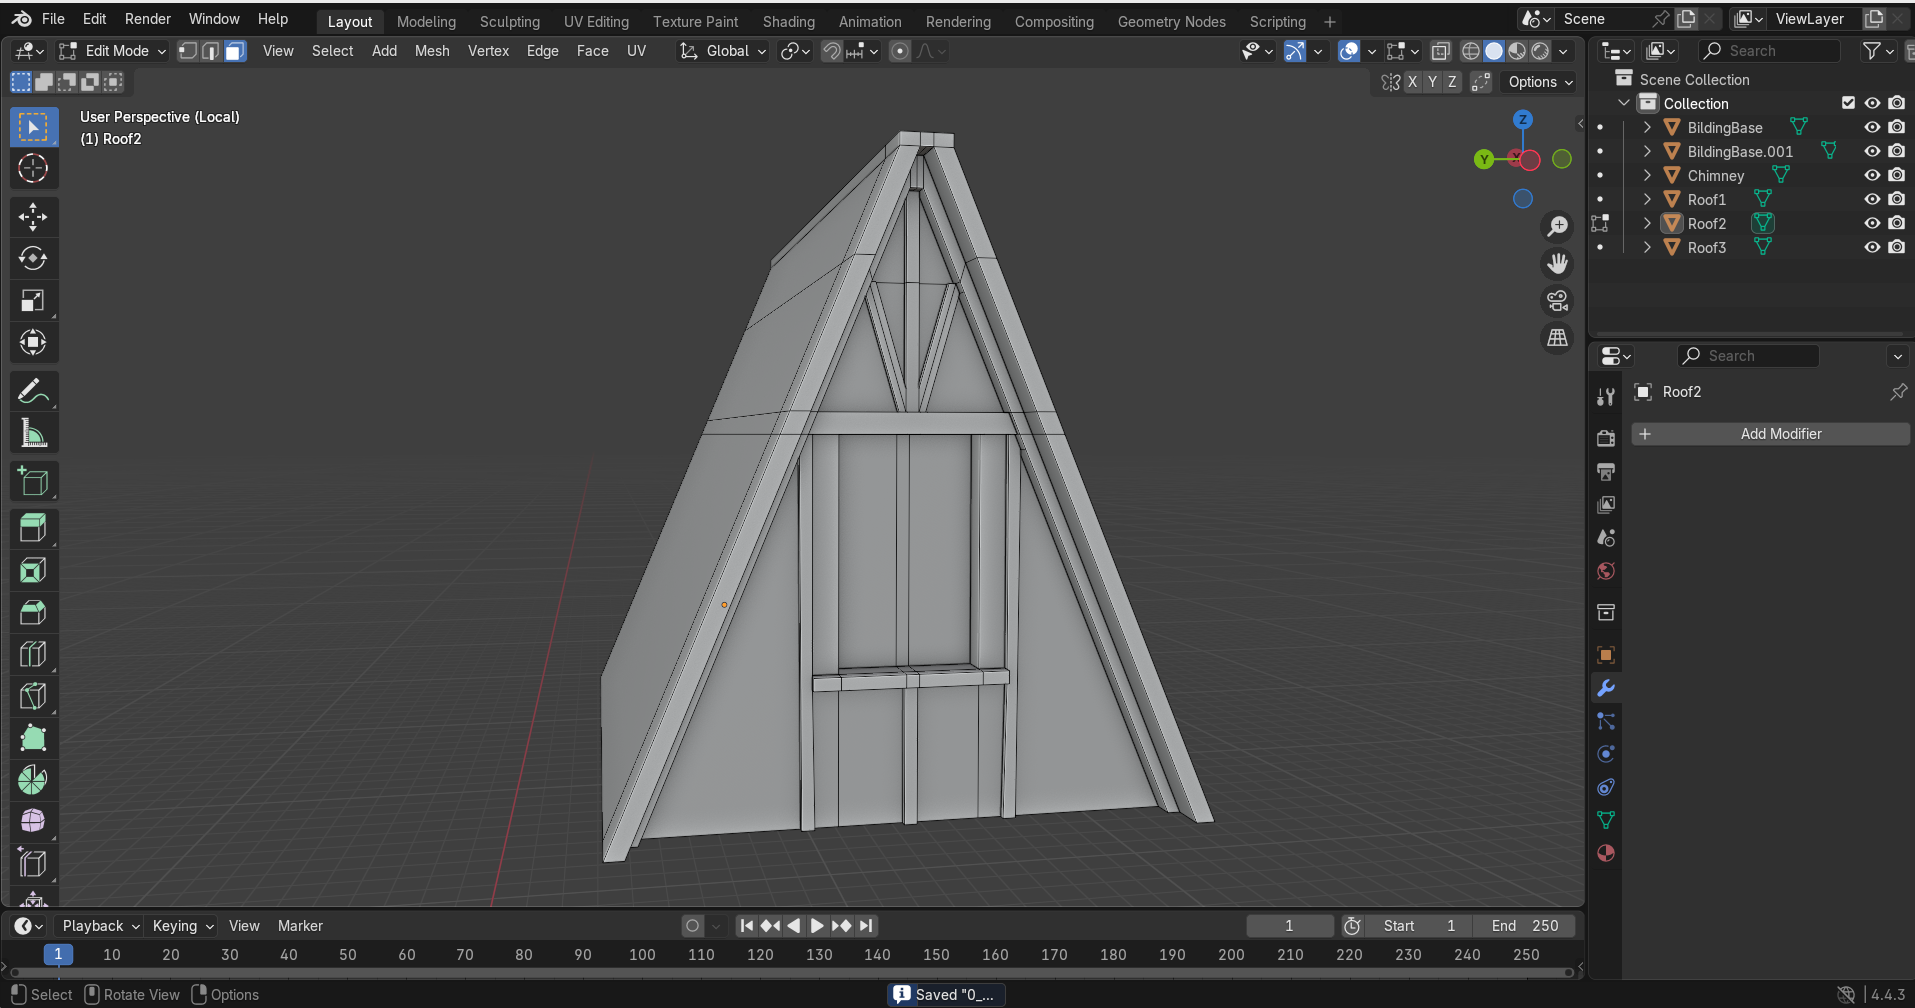 File Edit Render Window Help Layout Modeling Sculpting UV Editing Texture Paint Shading Animation Rendering Compositing Geometry Nodes Scripting + Scene ViewLayer
Edit Mode View Select Add Mesh Vertex Edge Face UV Global Search
X Y Z Options Scene Collection
Collection
User Perspective (Local)
(1) Roof2
Z
Y
BildingBase
BildingBase.001
Chimney
Roof1
Roof2
Roof3
Search
Roof2
+ Add Modifier
Playback Keying View Marker 1 Start 1 End 250
1 10 20 30 40 50 60 70 80 90 100 110 120 130 140 150 160 170 180 190 200 210 220 230 240 250
Select Rotate View Options Saved "0_... 4.4.3